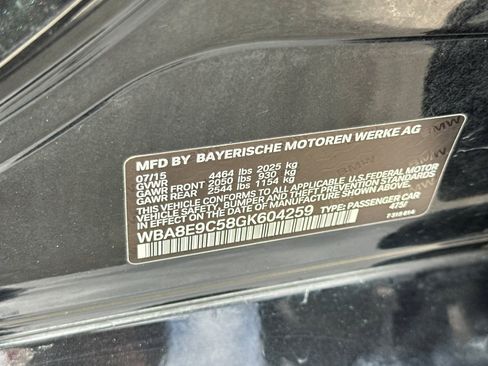 MFD BY BAYERISCHE MOTOREN WERKE AG
07/15
GVWR 4464 lbs 2025 kg
GAWR FRONT 2050 lbs 930 kg
GAWR REAR 2544 lbs 1154 kg
THIS VEHICLE CONFORMS TO ALL APPLICABLE U.S. FEDERAL MOTOR
VEHICLE SAFETY, BUMPER, AND THEFT PREVENTION STANDARDS
IN EFFECT ON THE DATE OF MANUFACTURE SHOWN ABOVE.
WBA8E9C58GK604259 TYPE: PASSENGER CAR
475/
BMW